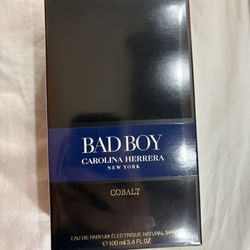 BAD BOY
CAROLINA HERRERA
NEW YORK
COBALT
EAU DE PARFUM ÉLECTRIQUE NATURAL SPRAY
℮ 100 ml 3.4 FL.OZ